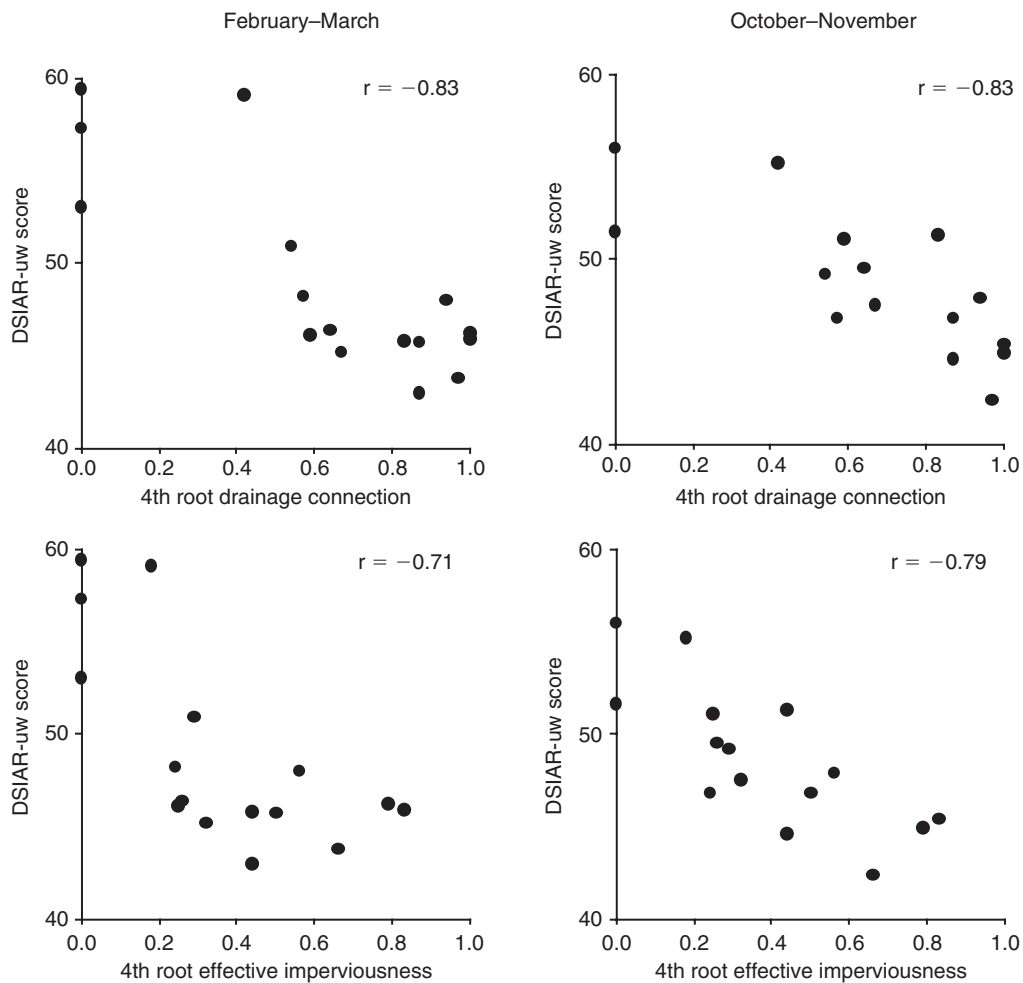 February–March
October–November
60
r = −0.83
50
40
DSIAR-uw score
0.0 0.2 0.4 0.6 0.8 1.0
4th root drainage connection
60
r = −0.83
50
40
DSIAR-uw score
0.0 0.2 0.4 0.6 0.8 1.0
4th root drainage connection
60
r = −0.71
50
40
DSIAR-uw score
0.0 0.2 0.4 0.6 0.8 1.0
4th root effective imperviousness
60
r = −0.79
50
40
DSIAR-uw score
0.0 0.2 0.4 0.6 0.8 1.0
4th root effective imperviousness